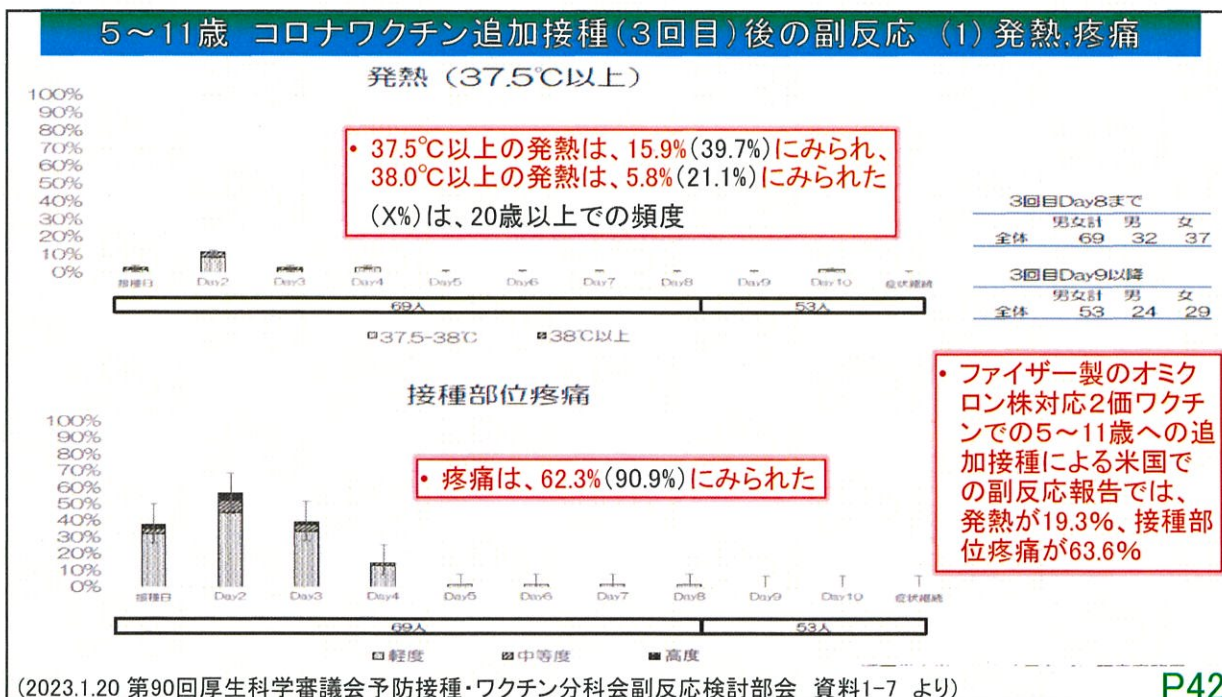 5～11歳 コロナワクチン追加接種(3回目)後の副反応 (1) 発熱.疼痛
発熱（37.5℃以上）
100%
90%
80%
70%
60%
50%
40%
30%
20%
10%
0%
• 37.5℃以上の発熱は、15.9%(39.7%)にみられ、
38.0℃以上の発熱は、5.8%(21.1%)にみられた
(X%)は、20歳以上での頻度
接種日 Day2 Day3 Day4 Day5 Day6 Day7 Day8 Day9 Day10 症状継続
69人 53人
37.5-38℃ 38℃以上
3回目Day8まで
男女計 男 女
全体 69 32 37
3回目Day9以降
男女計 男 女
全体 53 24 29
接種部位疼痛
100%
90%
80%
70%
60%
50%
40%
30%
20%
10%
0%
• 疼痛は、62.3%(90.9%)にみられた
接種日 Day2 Day3 Day4 Day5 Day6 Day7 Day8 Day9 Day10 症状継続
69人 53人
軽度 中等度 高度
• ファイザー製のオミク
ロン株対応2価ワクチ
ンでの5～11歳への追
加接種による米国で
の副反応報告では、
発熱が19.3%、接種部
位疼痛が63.6%
(2023.1.20 第90回厚生科学審議会予防接種・ワクチン分科会副反応検討部会 資料1-7 より)
P42